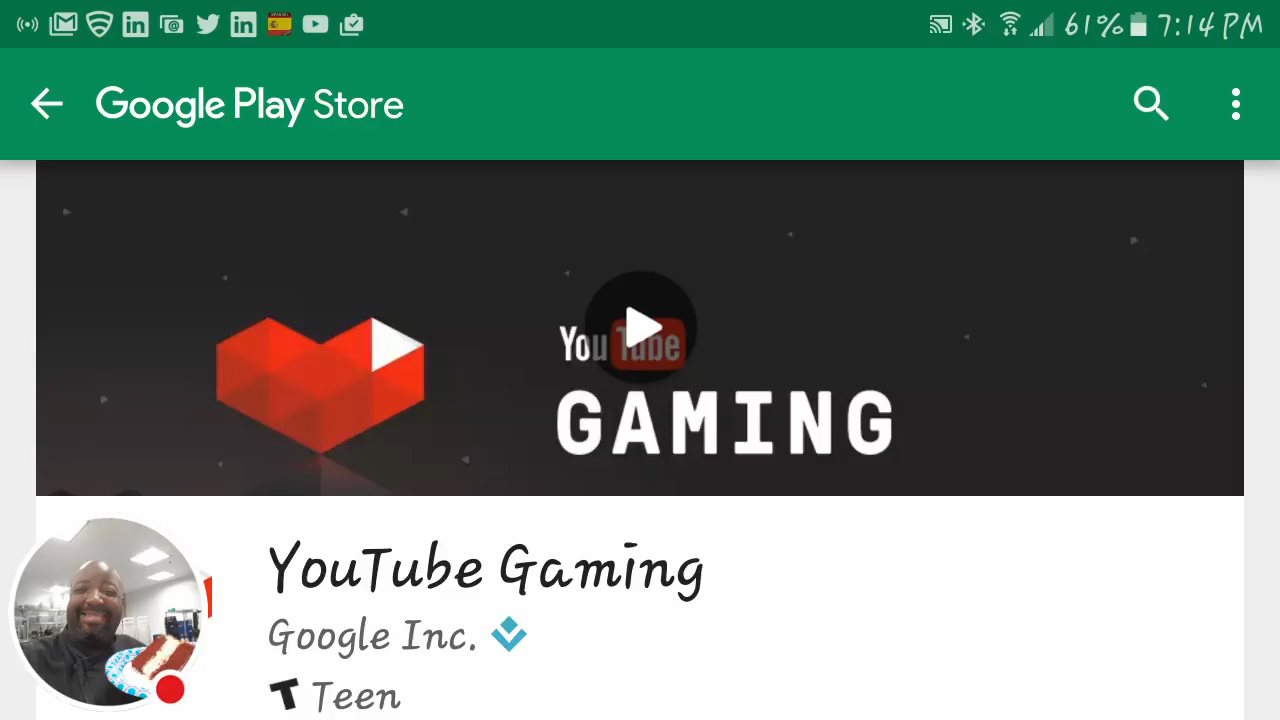 61% 7:14 PM
Google Play Store
YouTube
GAMING
YouTube Gaming
Google Inc.
T Teen